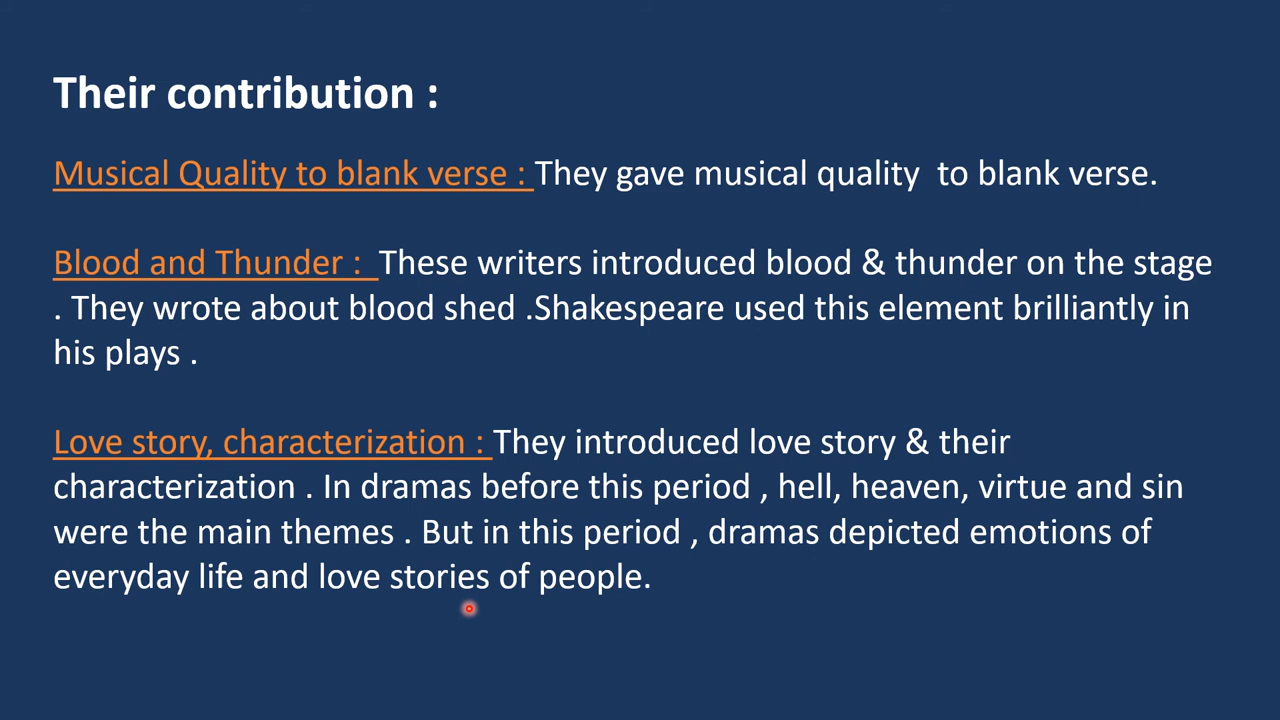 Their contribution :
Musical Quality to blank verse : They gave musical quality  to blank verse.
Blood and Thunder :  These writers introduced blood & thunder on the stage
. They wrote about blood shed .Shakespeare used this element brilliantly in
his plays .
Love story, characterization : They introduced love story & their
characterization . In dramas before this period , hell, heaven, virtue and sin
were the main themes . But in this period , dramas depicted emotions of
everyday life and love stories of people.